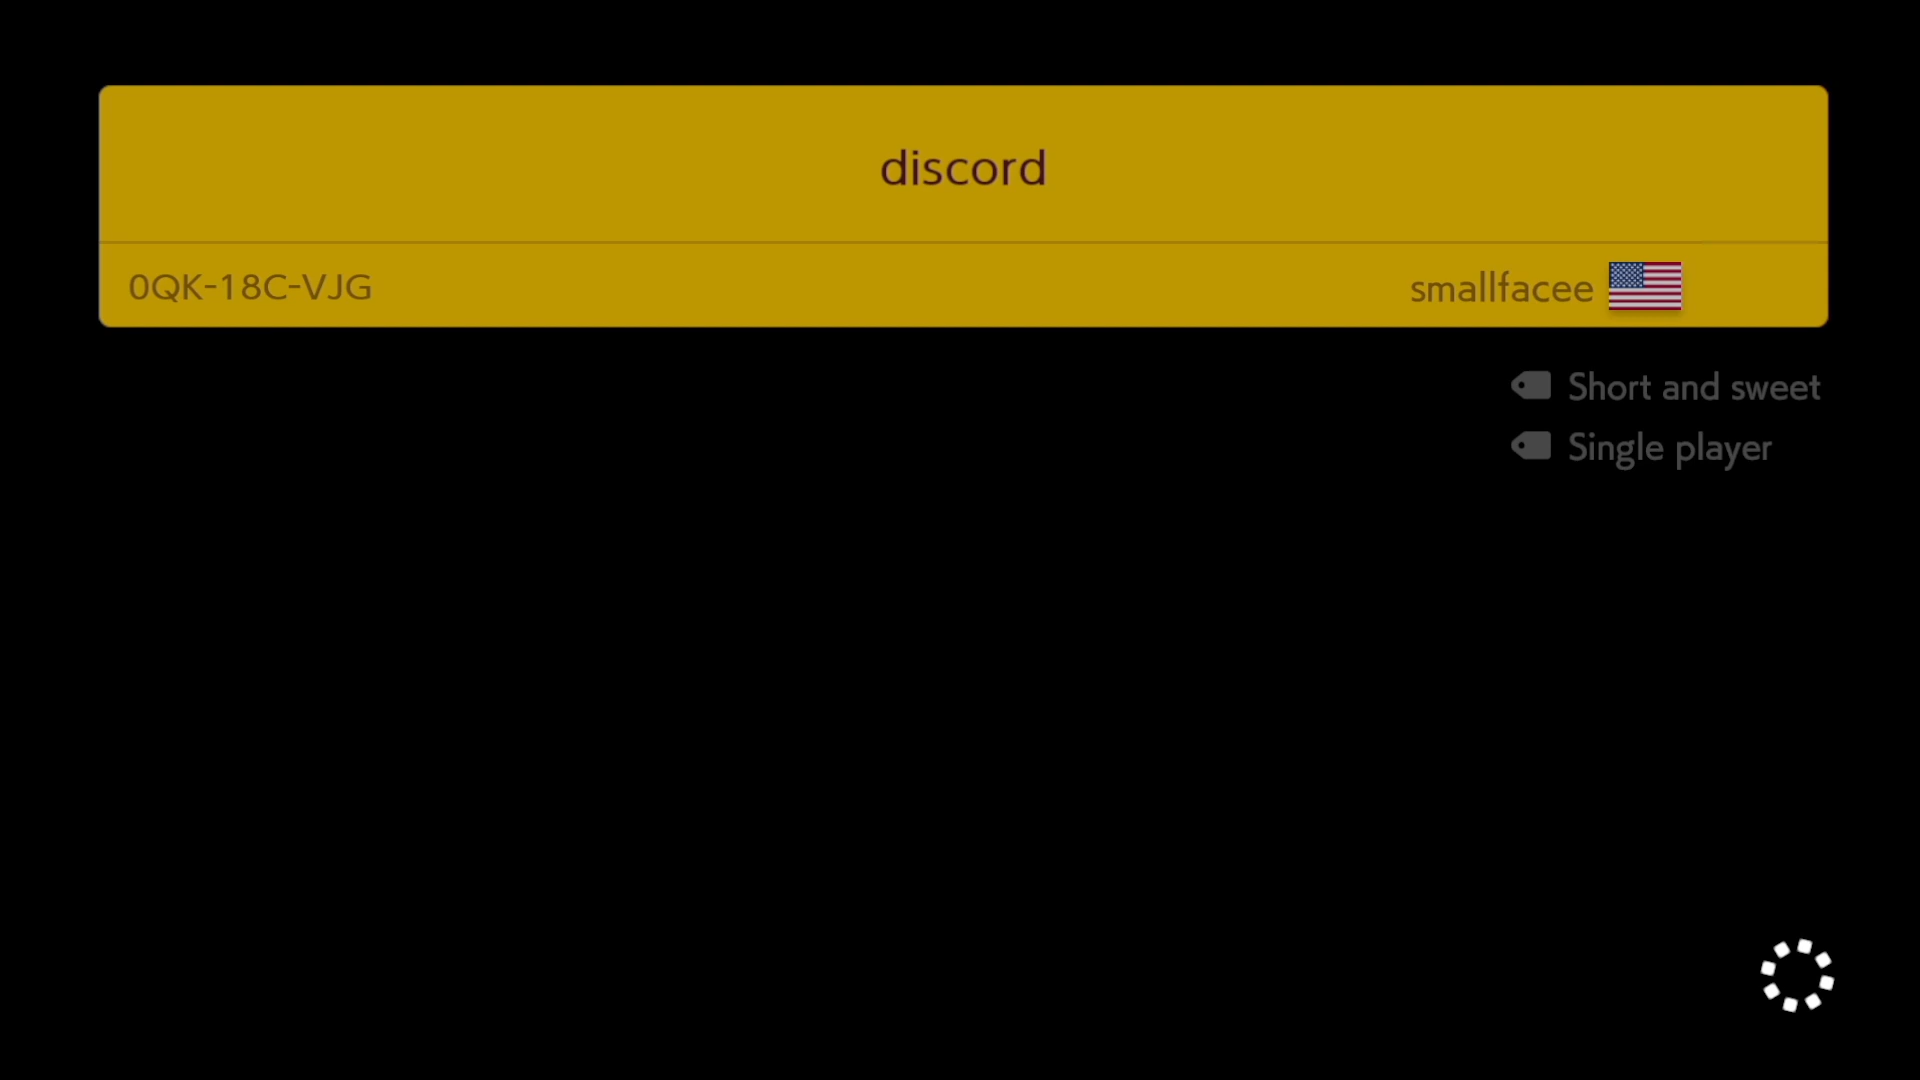 discord
0QK-18C-VJG
smallfacee
Short and sweet
Single player